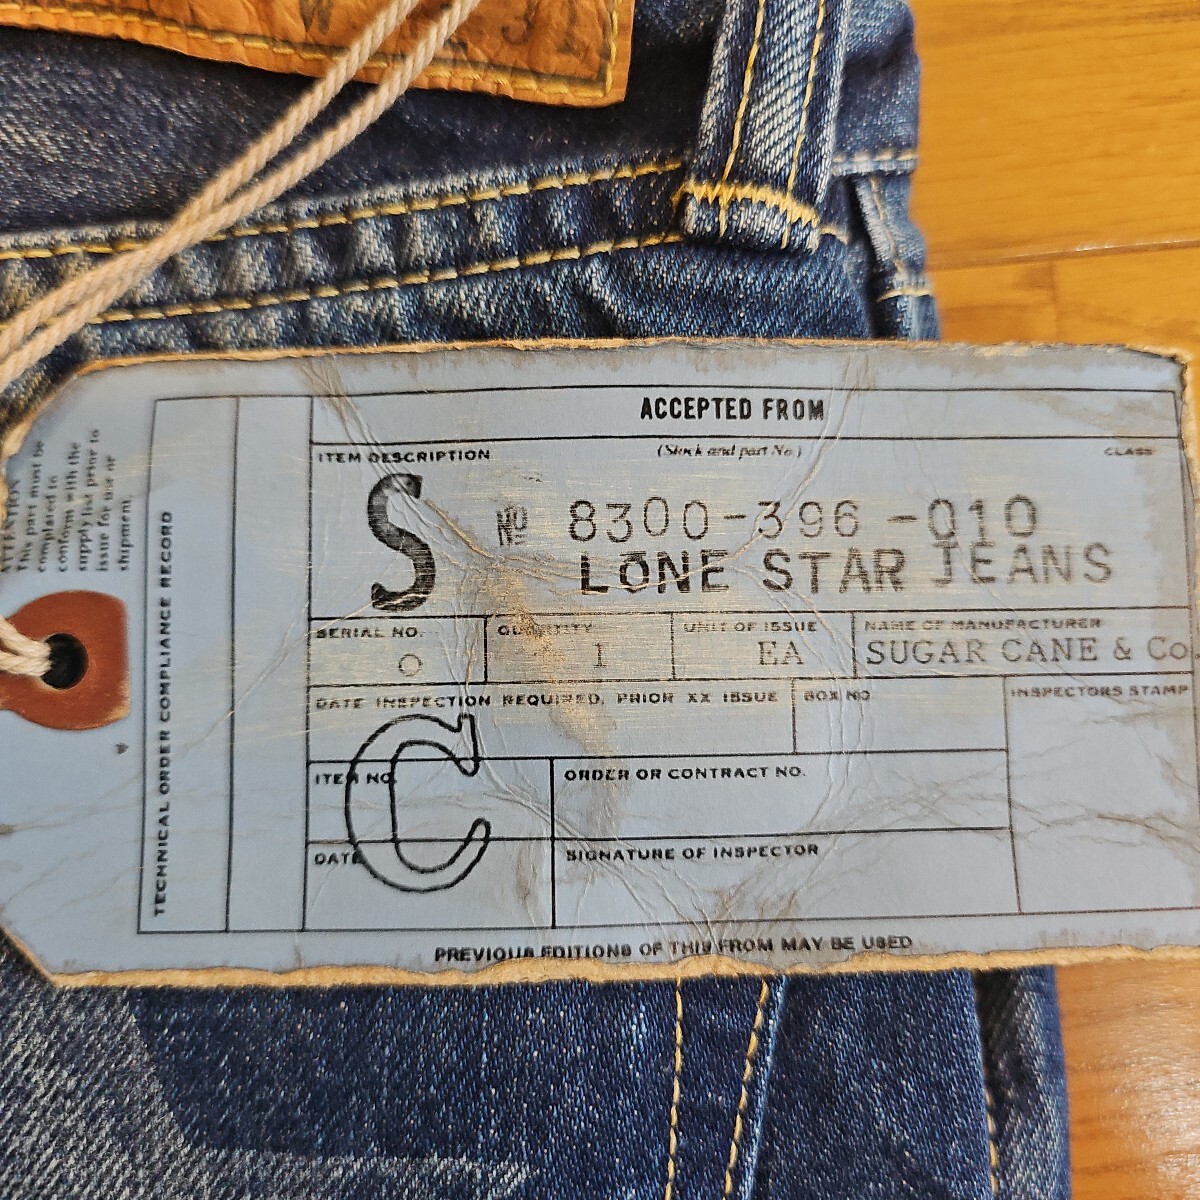 W 31
ACCEPTED FROM
ITEM DESCRIPTION (Stock and part No.) CLASS
S No 8300-396-010
LONE STAR JEANS
SERIAL NO. QUANTITY UNIT OF ISSUE NAME OF MANUFACTURER
O 1 EA SUGAR CANE & Co.
DATE INSPECTION REQUIRED, PRIOR XX ISSUE BOX NO INSPECTORS STAMP
C
ITEM NO. ORDER OR CONTRACT NO.
DATE SIGNATURE OF INSPECTOR
PREVIOUS EDITIONS OF THIS FROM MAY BE USED
TECHNICAL ORDER COMPLIANCE RECORD
ATTENTION
This part must be
completed to
conform with the
supply list prior to
issue for use or
shipment.